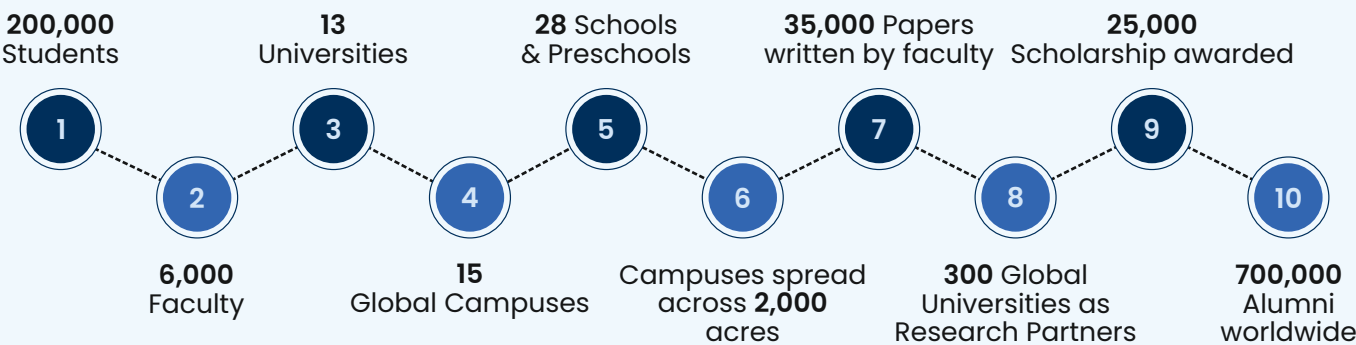 200,000
Students
1
6,000
Faculty
2
13
Universities
3
15
Global Campuses
4
28 Schools
& Preschools
5
Campuses spread
across 2,000
acres
6
35,000 Papers
written by faculty
7
300 Global
Universities as
Research Partners
8
25,000
Scholarship awarded
9
700,000
Alumni
worldwide
10